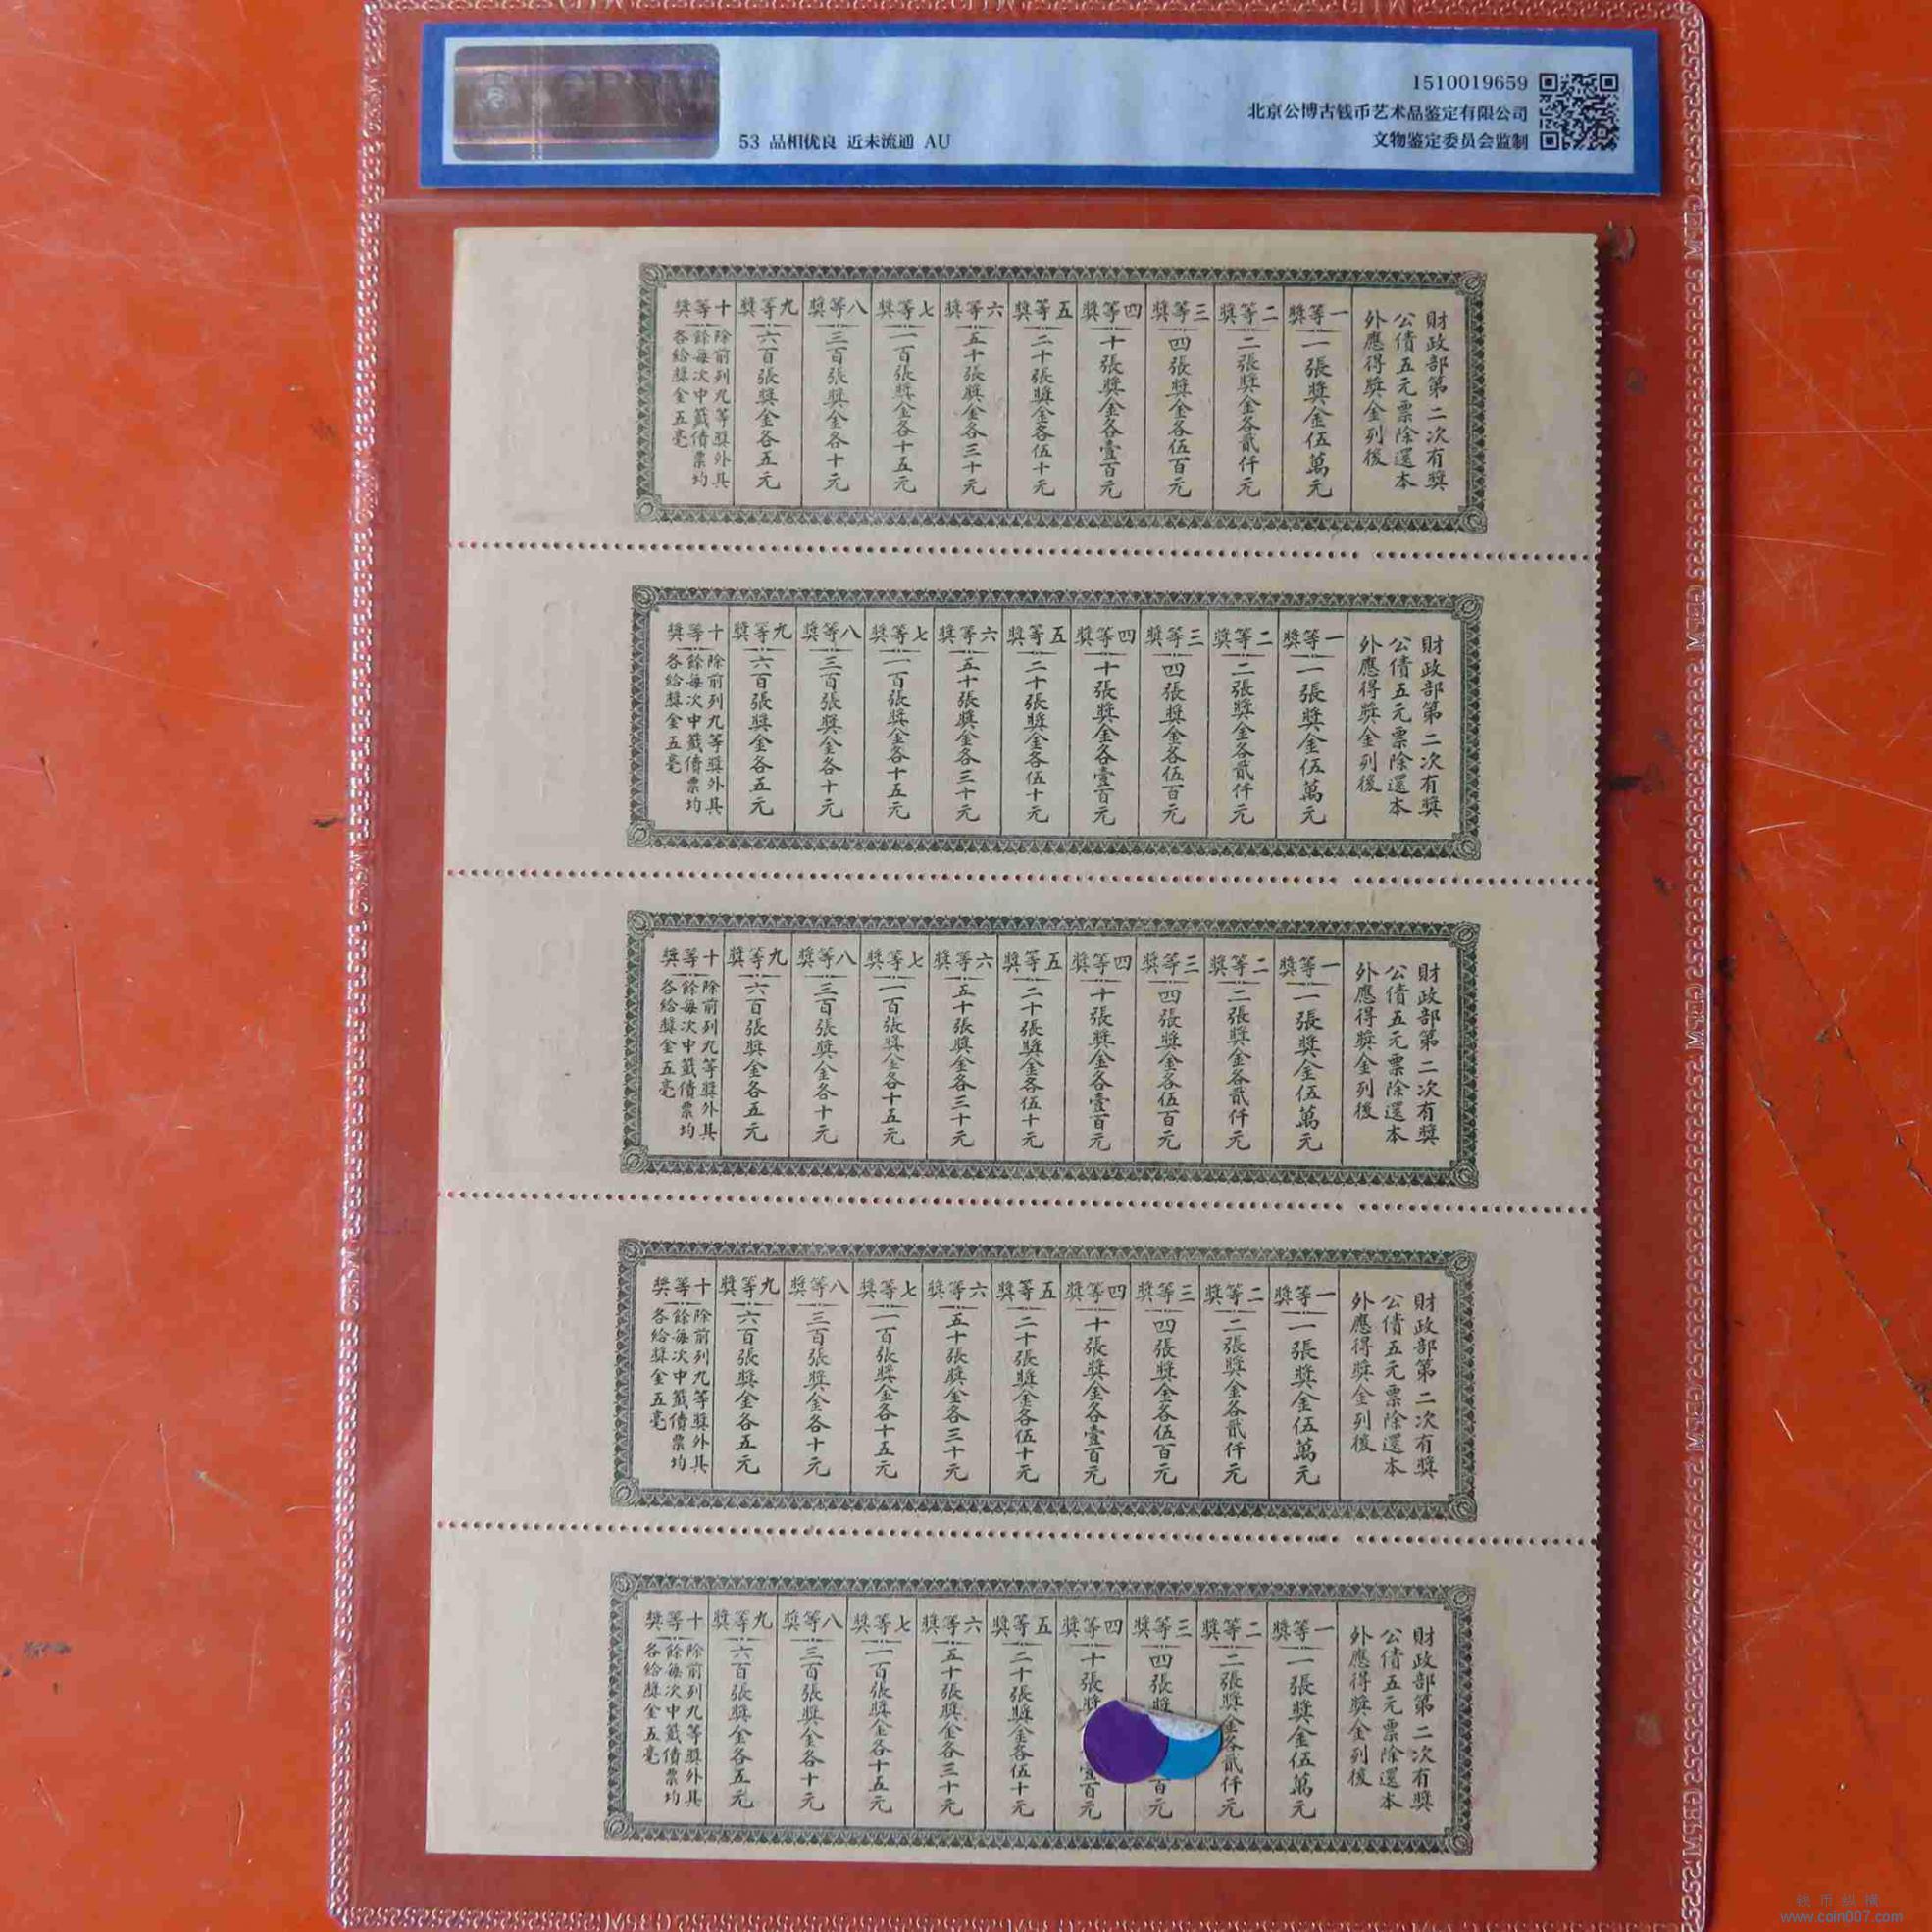 1510019659
北京公博古钱币艺术品鉴定有限公司
53 品相优良 近未流通 AU
文物鉴定委员会监制
財政部第二次有獎
公債五元票除還本
外應得獎金列後
一等獎
一張獎金伍萬元
二等獎
二張獎金各貳仟元
三等獎
四張獎金各伍百元
四等獎
十張獎金各壹百元
五等獎
二十張獎金各伍十元
六等獎
五十張獎金各三十元
七等獎
一百張獎金各十五元
八等獎
三百張獎金各十元
九等獎
六百張獎金各五元
十等獎
除前列九等獎外其
餘每次中籤債票均
各給獎金五毫
財政部第二次有獎
公債五元票除還本
外應得獎金列後
一等獎
一張獎金伍萬元
二等獎
二張獎金各貳仟元
三等獎
四張獎金各伍百元
四等獎
十張獎金各壹百元
五等獎
二十張獎金各伍十元
六等獎
五十張獎金各三十元
七等獎
一百張獎金各十五元
八等獎
三百張獎金各十元
九等獎
六百張獎金各五元
十等獎
除前列九等獎外其
餘每次中籤債票均
各給獎金五毫
財政部第二次有獎
公債五元票除還本
外應得獎金列後
一等獎
一張獎金伍萬元
二等獎
二張獎金各貳仟元
三等獎
四張獎金各伍百元
四等獎
十張獎金各壹百元
五等獎
二十張獎金各伍十元
六等獎
五十張獎金各三十元
七等獎
一百張獎金各十五元
八等獎
三百張獎金各十元
九等獎
六百張獎金各五元
十等獎
除前列九等獎外其
餘每次中籤債票均
各給獎金五毫
財政部第二次有獎
公債五元票除還本
外應得獎金列後
一等獎
一張獎金伍萬元
二等獎
二張獎金各貳仟元
三等獎
四張獎金各伍百元
四等獎
十張獎金各壹百元
五等獎
二十張獎金各伍十元
六等獎
五十張獎金各三十元
七等獎
一百張獎金各十五元
八等獎
三百張獎金各十元
九等獎
六百張獎金各五元
十等獎
除前列九等獎外其
餘每次中籤債票均
各給獎金五毫
財政部第二次有獎
公債五元票除還本
外應得獎金列後
一等獎
一張獎金伍萬元
二等獎
二張獎金各貳仟元
三等獎
四張獎百元
四等獎
十張獎壹百元
五等獎
二十張獎金各伍十元
六等獎
五十張獎金各三十元
七等獎
一百張獎金各十五元
八等獎
三百張獎金各十元
九等獎
六百張獎金各五元
十等獎
除前列九等獎外其
餘每次中籤債票均
各給獎金五毫
钱币纵横
www.coin007.com